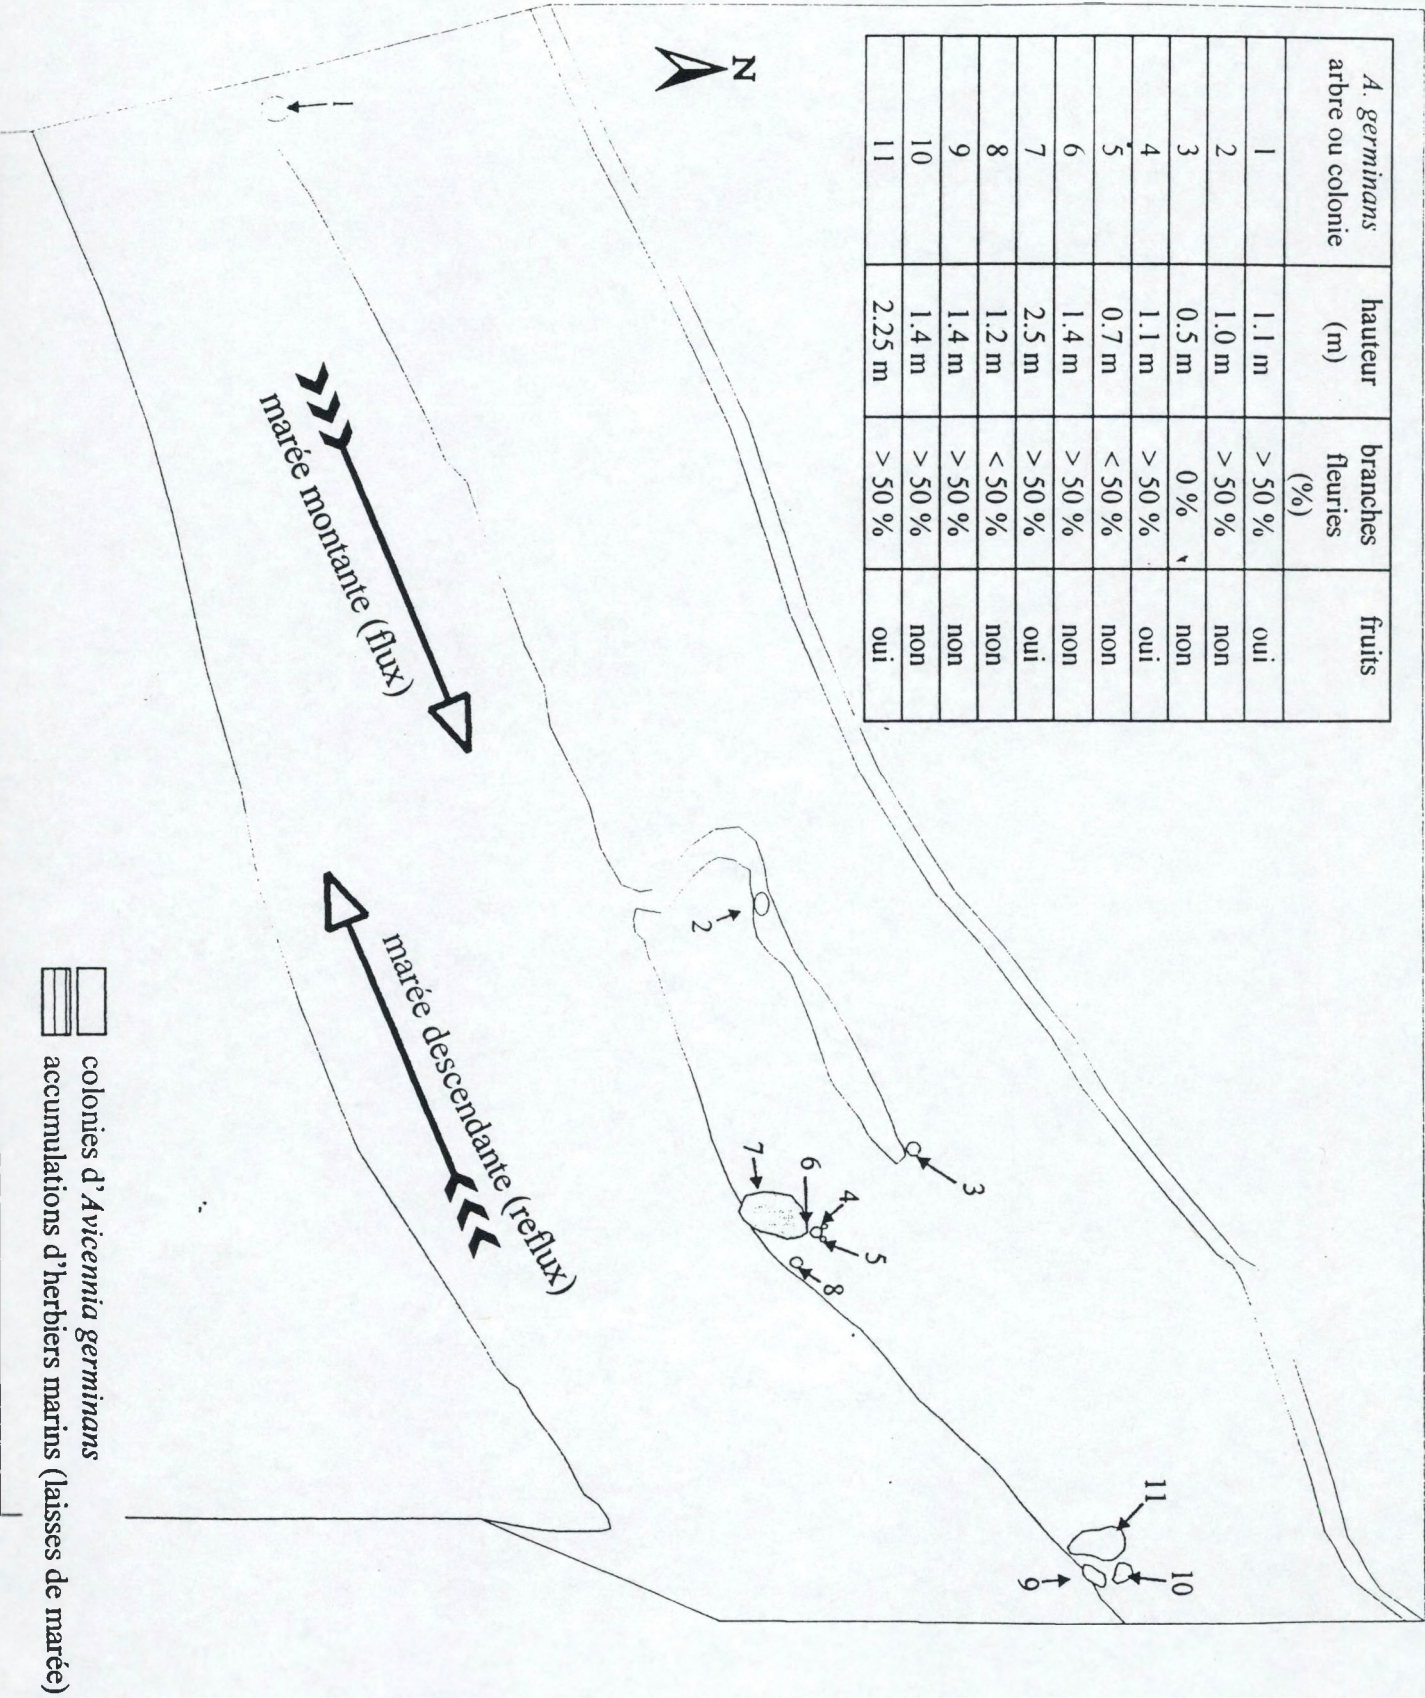 A. germinans arbre ou colonie | hauteur (m) | branches fleuries (%) | fruits
1 | 1.1 m | > 50 % | oui
2 | 1.0 m | > 50 % | non
3 | 0.5 m | 0 % | non
4 | 1.1 m | > 50 % | oui
5 | 0.7 m | < 50 % | non
6 | 1.4 m | > 50 % | non
7 | 2.5 m | > 50 % | oui
8 | 1.2 m | < 50 % | non
9 | 1.4 m | > 50 % | non
10 | 1.4 m | > 50 % | non
11 | 2.25 m | > 50 % | oui
N
1
2
3
4
5
6
7
8
11
10
9
marée montante (flux)
marée descendante (reflux)
colonies d'Avicennia germinans
accumulations d'herbiers marins (laisses de marée)